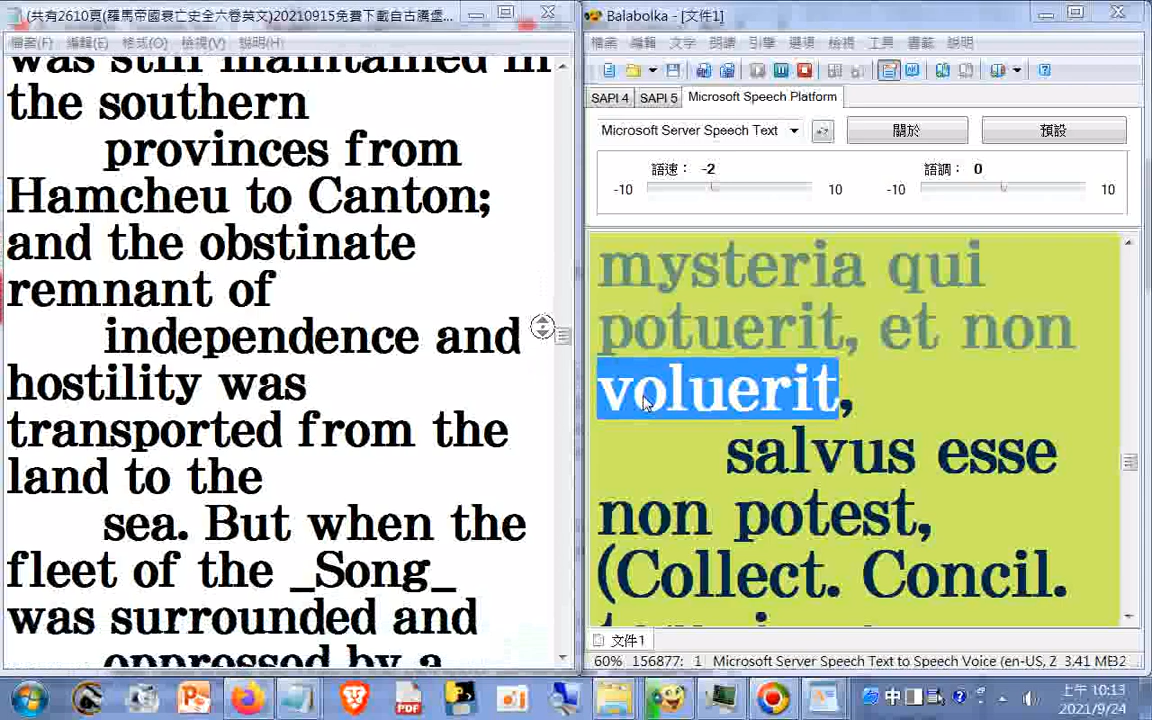 (共有2610頁(羅馬帝國衰亡史全六卷英文)20210915免費下載自古騰堡...
檔案(F) 編輯(E) 格式(O) 檢視(V) 說明(H)
was still maintained in
the southern
provinces from
Hamcheu to Canton;
and the obstinate
remnant of
independence and
hostility was
transported from the
land to the
sea. But when the
fleet of the _Song_
was surrounded and
oppressed by a
Balabolka - [文件1]
檔案 編輯 文字 朗讀 引擎 選項 檢視 工具 書籤 說明
SAPI 4 SAPI 5 Microsoft Speech Platform
Microsoft Server Speech Text 關於 預設
語速: -2 語調: 0
-10 10 -10 10
mysteria qui
potuerit, et non
voluerit,
salvus esse
non potest,
(Collect. Concil.
文件1
60% 156877: 1 Microsoft Server Speech Text to Speech Voice (en-US, Z 3.41 MB2
中
上午 10:13
2021/9/24